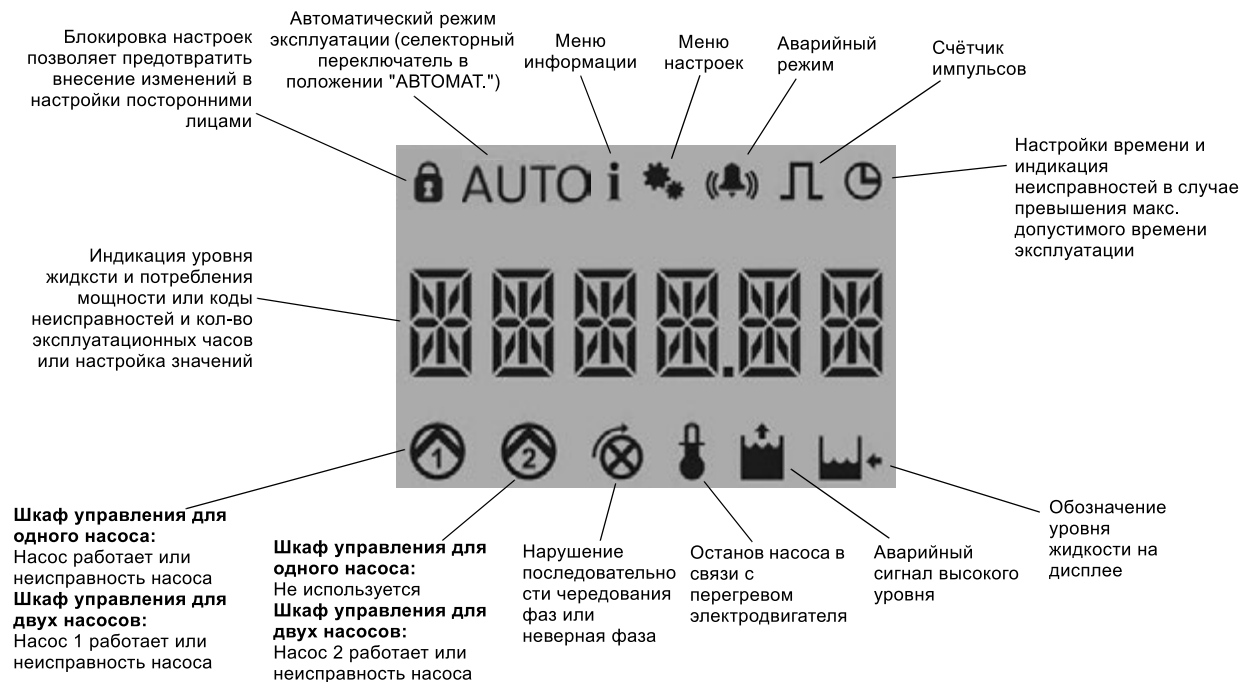 Блокировка настроек
позволяет предотвратить
внесение изменений в
настройки посторонними
лицами
Автоматический режим
эксплуатации (селекторный
переключатель в
положении "АВТОМАТ.")
Меню
информации
Меню
настроек
Аварийный
режим
Счётчик
импульсов
Настройки времени и
индикация
неисправностей в случае
превышения макс.
допустимого времени
эксплуатации
AUTO i
Индикация уровня
жидксти и потребления
мощности или коды
неисправностей и кол-во
эксплуатационных часов
или настройка значений
1
2
Шкаф управления для
одного насоса:
Насос работает или
неисправность насоса
Шкаф управления для
двух насосов:
Насос 1 работает или
неисправность насоса
Шкаф управления для
одного насоса:
Не используется
Шкаф управления для
двух насосов:
Насос 2 работает или
неисправность насоса
Нарушение
последовательно
сти чередования
фаз или
неверная фаза
Останов насоса в
связи с
перегревом
электродвигателя
Аварийный
сигнал высокого
уровня
Обозначение
уровня
жидкости на
дисплее